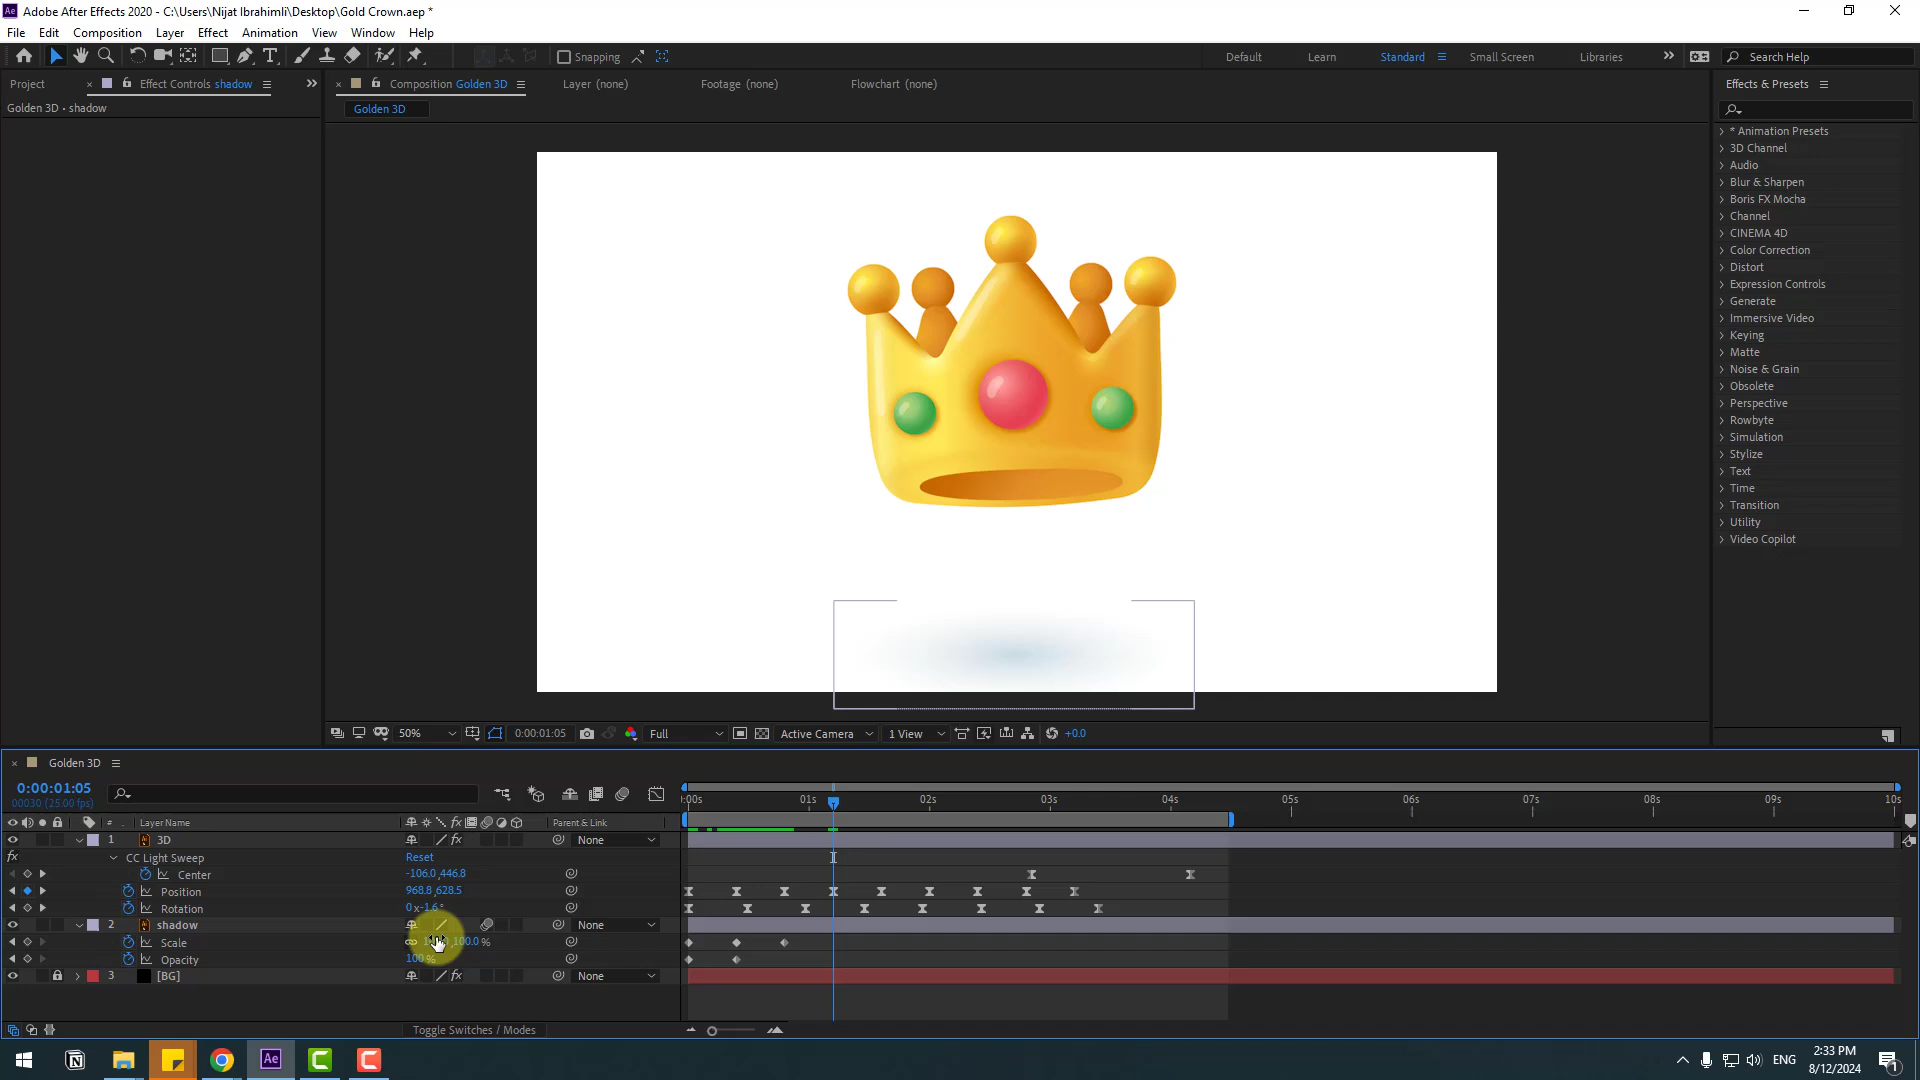 Adobe After Effects 2020 - C:\Users\Nijat Ibrahimli\Desktop\Gold Crown.aep *
File Edit Composition Layer Effect Animation View Window Help
Snapping
Default Learn Standard Small Screen Libraries Search Help
Project Effect Controls shadow
Composition Golden 3D Layer (none) Footage (none) Flowchart (none)
Effects & Presets
Golden 3D • shadow
Golden 3D
* Animation Presets
3D Channel
Audio
Blur & Sharpen
Boris FX Mocha
Channel
CINEMA 4D
Color Correction
Distort
Expression Controls
Generate
Immersive Video
Keying
Matte
Noise & Grain
Obsolete
Perspective
Rowbyte
Simulation
Stylize
Text
Time
Transition
Utility
Video Copilot
50% 0:00:01:05 Full Active Camera 1 View +0.0
Golden 3D
0:00:01:05
00030 (25.00 fps)
:00s 01s 02s 03s 04s 05s 06s 07s 08s 09s 10s
# Layer Name Parent & Link
1 3D None
CC Light Sweep Reset
Center -106.0,446.8
Position 968.8,628.5
Rotation 0x-1.6°
2 shadow None
Scale ,100.0 %
Opacity 100 %
3 [BG] None
Toggle Switches / Modes
ENG
2:33 PM
8/12/2024
1